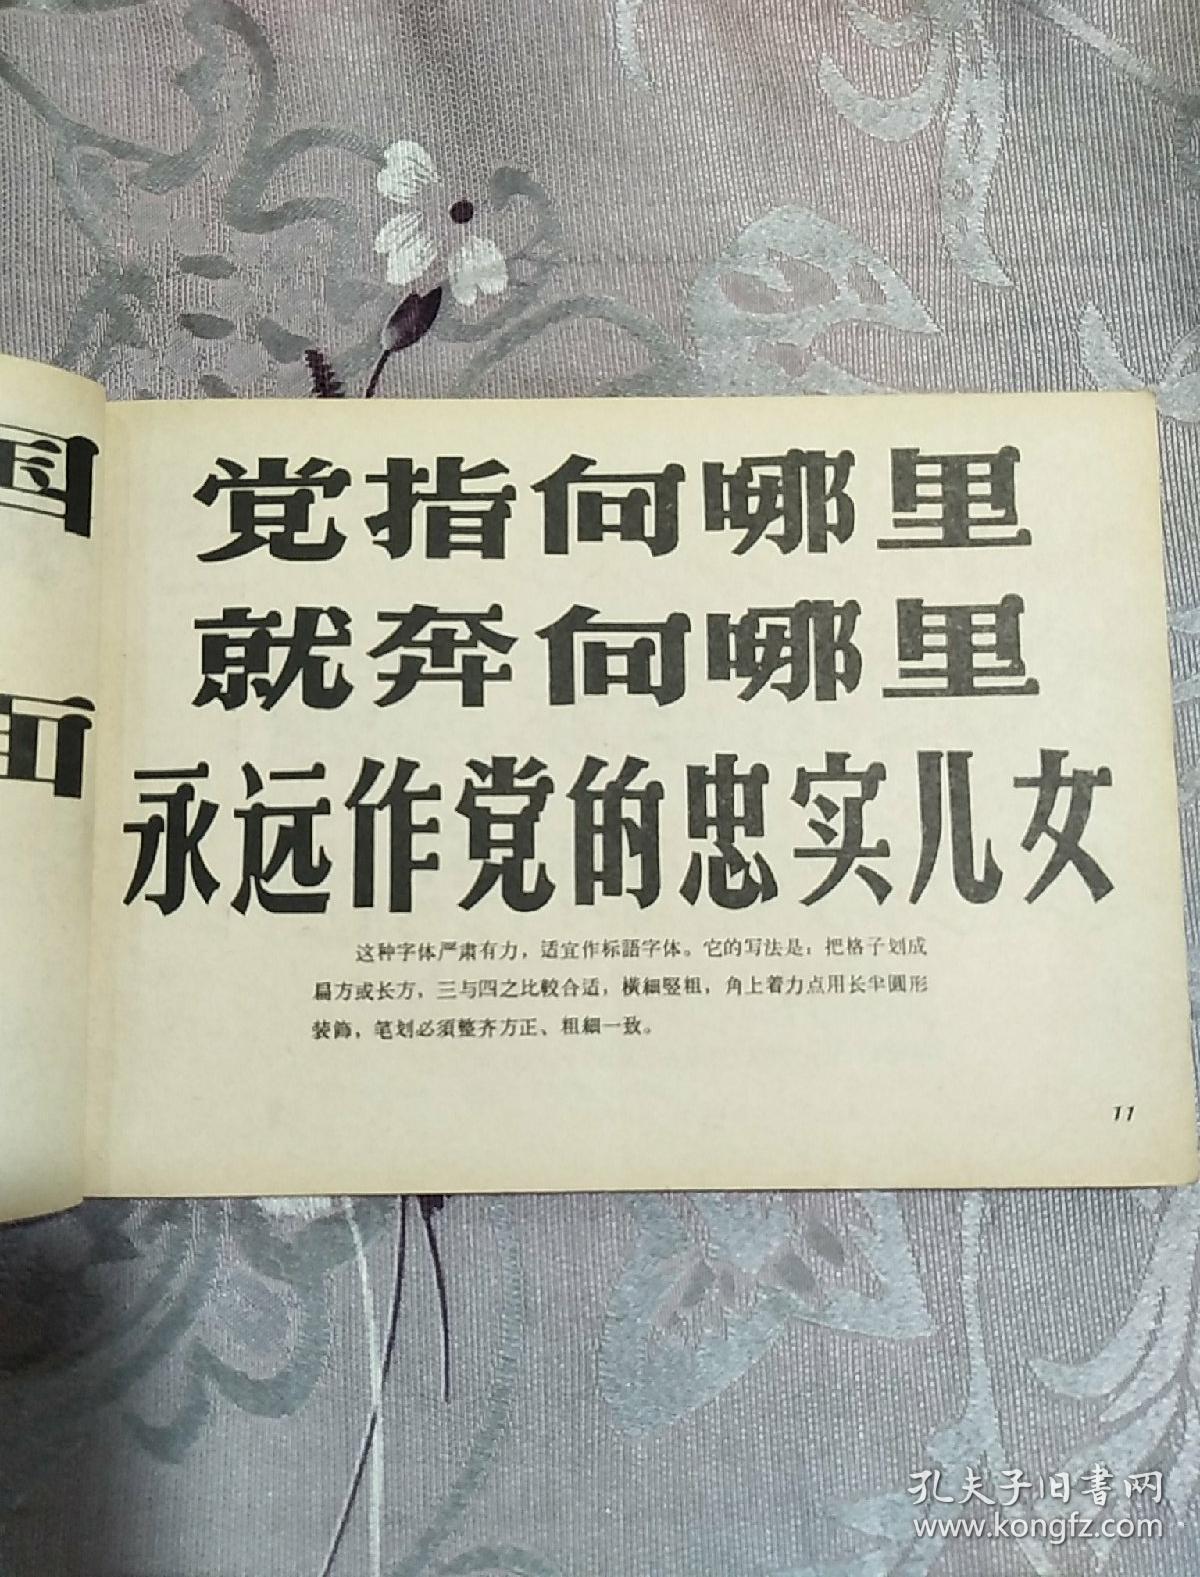 国
画
党指向哪里
就奔向哪里
永远作党的忠实儿女
这种字体严肃有力，适宜作标語字体。它的写法是：把格子划成
扁方或长方，三与四之比較合适，横細竪粗，角上着力点用长半圓形
装飾，笔划必須整齐方正、粗細一致。
11
孔夫子旧書网
www.kongfz.com